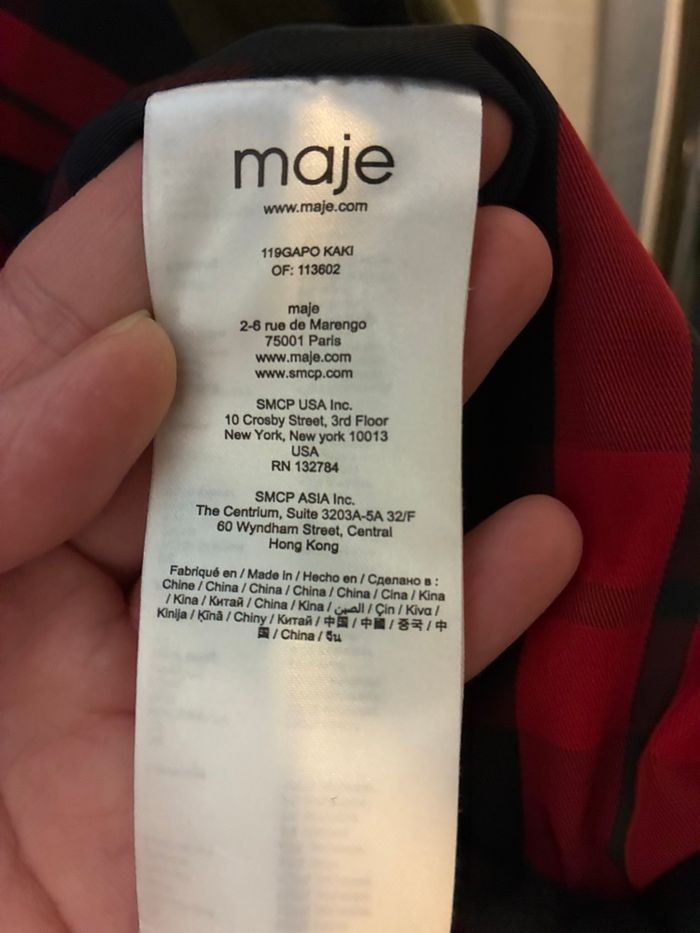 maje
www.maje.com
119GAPO KAKI
OF: 113602
maje
2-6 rue de Marengo
75001 Paris
www.maje.com
www.smcp.com
SMCP USA Inc.
10 Crosby Street, 3rd Floor
New York, New york 10013
USA
RN 132784
SMCP ASIA Inc.
The Centrium, Suite 3203A-5A 32/F
60 Wyndham Street, Central
Hong Kong
Fabriqué en / Made in / Hecho en / Сделано в :
Chine / China / China / China / China / Cina / Kina
/ Kina / Китай / China / Kina / الصين / Çin / Κίνα /
Kinija / Ķīnā / Chiny / Китай / 中国 / 中國 / 중국 / 中
国 / China / จีน